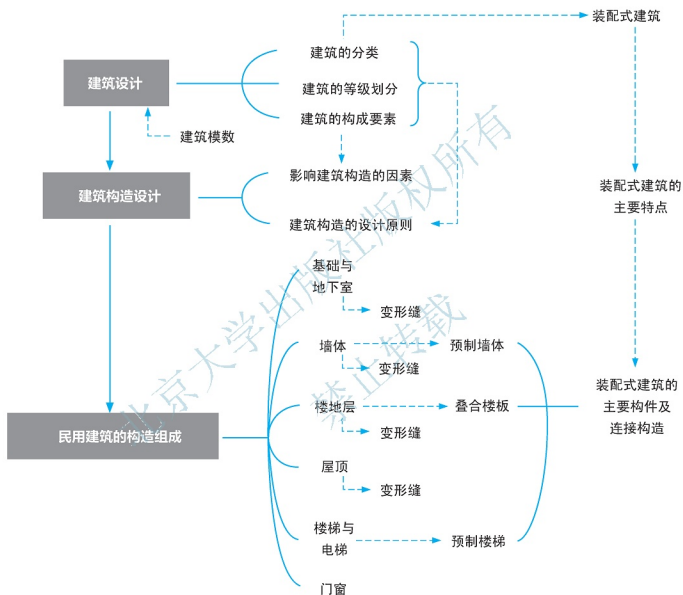 装配式建筑
建筑的分类
建筑设计
建筑的等级划分
建筑的构成要素
建筑模数
影响建筑构造的因素
建筑构造设计
装配式建筑的
主要特点
建筑构造的设计原则
基础与
地下室
变形缝
墙体
预制墙体
变形缝
楼地层
叠合楼板
装配式建筑的
主要构件及
连接构造
变形缝
民用建筑的构造组成
屋顶
变形缝
楼梯与
电梯
预制楼梯
门窗
北京大学出版社版权所有
禁止转载